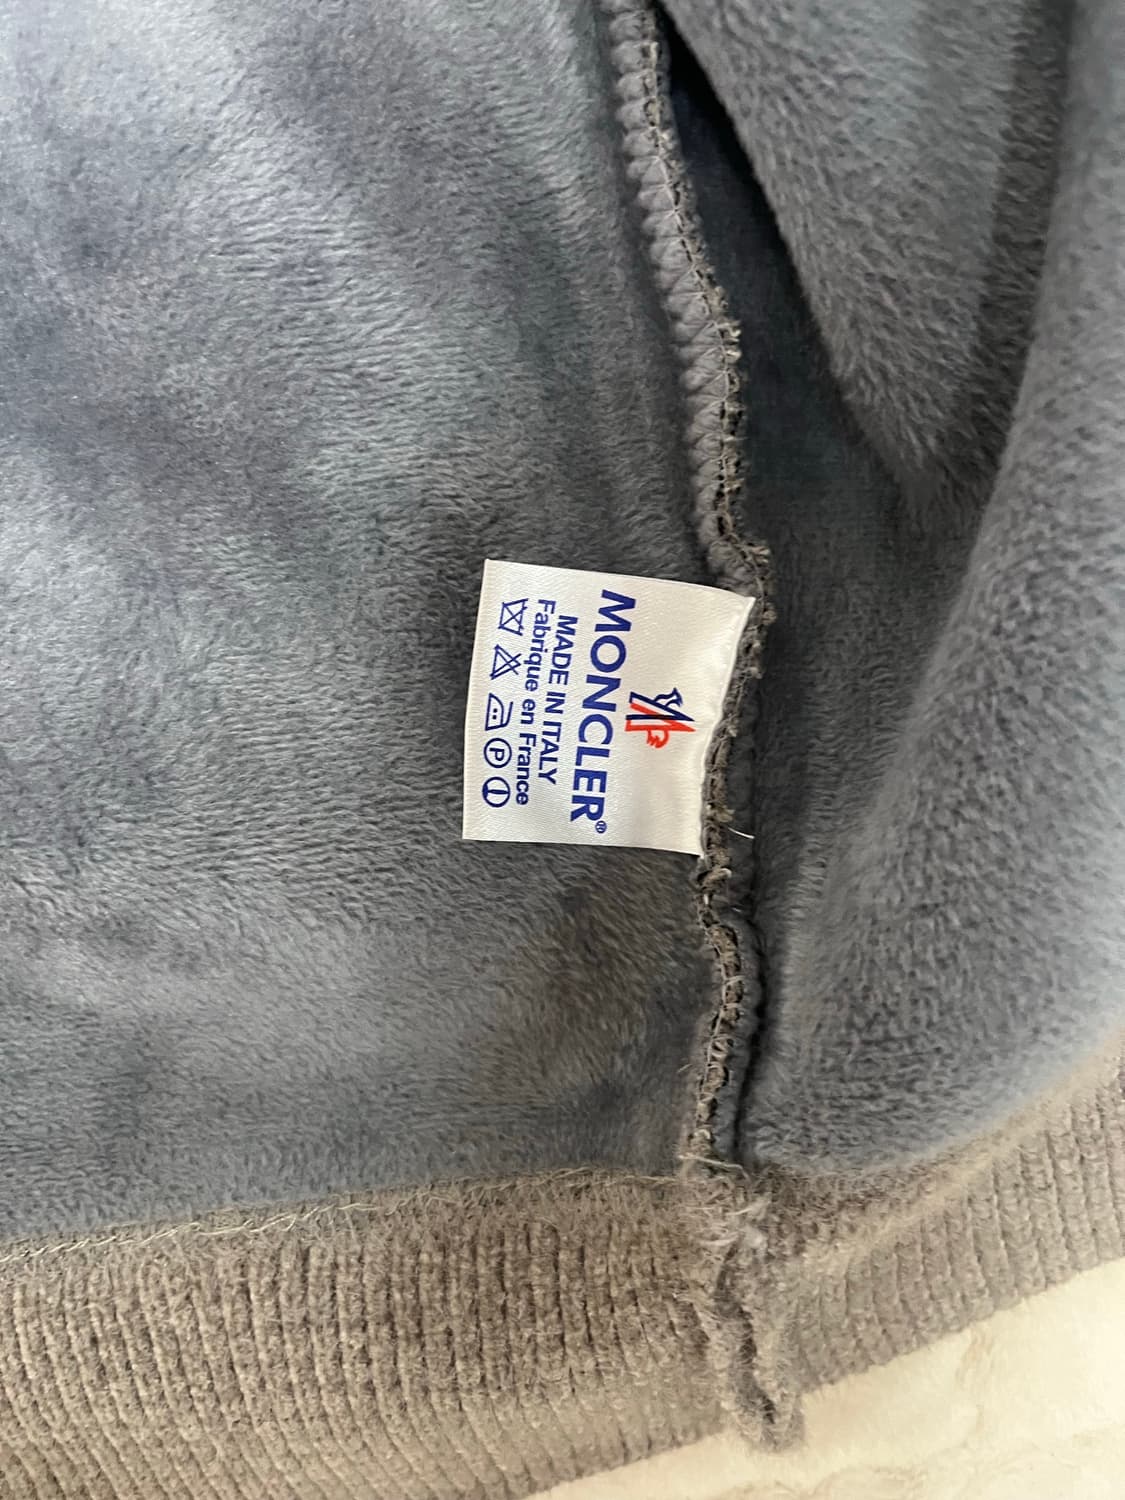 MONCLER®
MADE IN ITALY
Fabrique en France
P